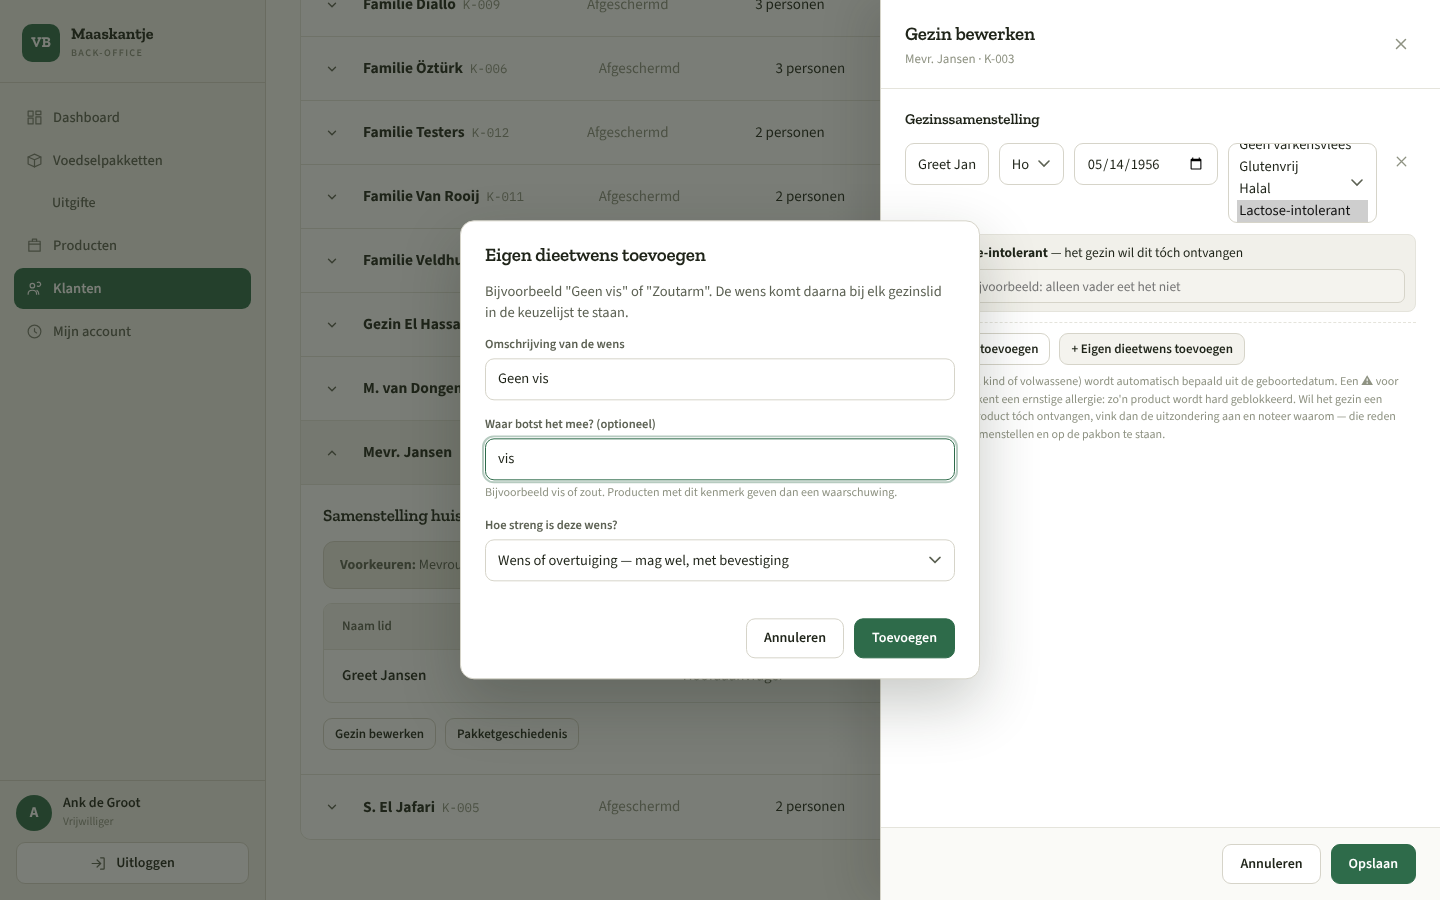 VB
Maaskantje
BACK-OFFICE
Dashboard
Voedselpakketten
Uitgifte
Producten
Klanten
Mijn account
A
Ank de Groot
Vrijwilliger
Uitloggen
Familie Diallo K-009 Afgeschermd 3 personen
Familie Öztürk K-006 Afgeschermd 3 personen
Familie Testers K-012 Afgeschermd 2 personen
Familie Van Rooij K-011 2 personen
Familie Veldhu
Gezin El Hassa
M. van Dongen
Mevr. Jansen
Samenstelling huis
Voorkeuren: Mevrou
Naam lid
Greet Jansen
Gezin bewerken
Pakketgeschiedenis
S. El Jafari K-005 Afgeschermd 2 personen
Eigen dieetwens toevoegen
Bijvoorbeeld "Geen vis" of "Zoutarm". De wens komt daarna bij elk gezinslid
in de keuzelijst te staan.
Omschrijving van de wens
Geen vis
Waar botst het mee? (optioneel)
vis
Bijvoorbeeld vis of zout. Producten met dit kenmerk geven dan een waarschuwing.
Hoe streng is deze wens?
Wens of overtuiging — mag wel, met bevestiging
Annuleren
Toevoegen
Gezin bewerken
Mevr. Jansen · K-003
Gezinssamenstelling
Greet Jan
Ho
05/14/1956
Geen varkensvlees
Glutenvrij
Halal
Lactose-intolerant
e-intolerant — het gezin wil dit tóch ontvangen
jvoorbeeld: alleen vader eet het niet
toevoegen
+ Eigen dieetwens toevoegen
kind of volwassene) wordt automatisch bepaald uit de geboortedatum. Een ⚠ voor
kent een ernstige allergie: zo'n product wordt hard geblokkeerd. Wil het gezin een
oduct tóch ontvangen, vink dan de uitzondering aan en noteer waarom — die reden
menstellen en op de pakbon te staan.
Annuleren
Opslaan